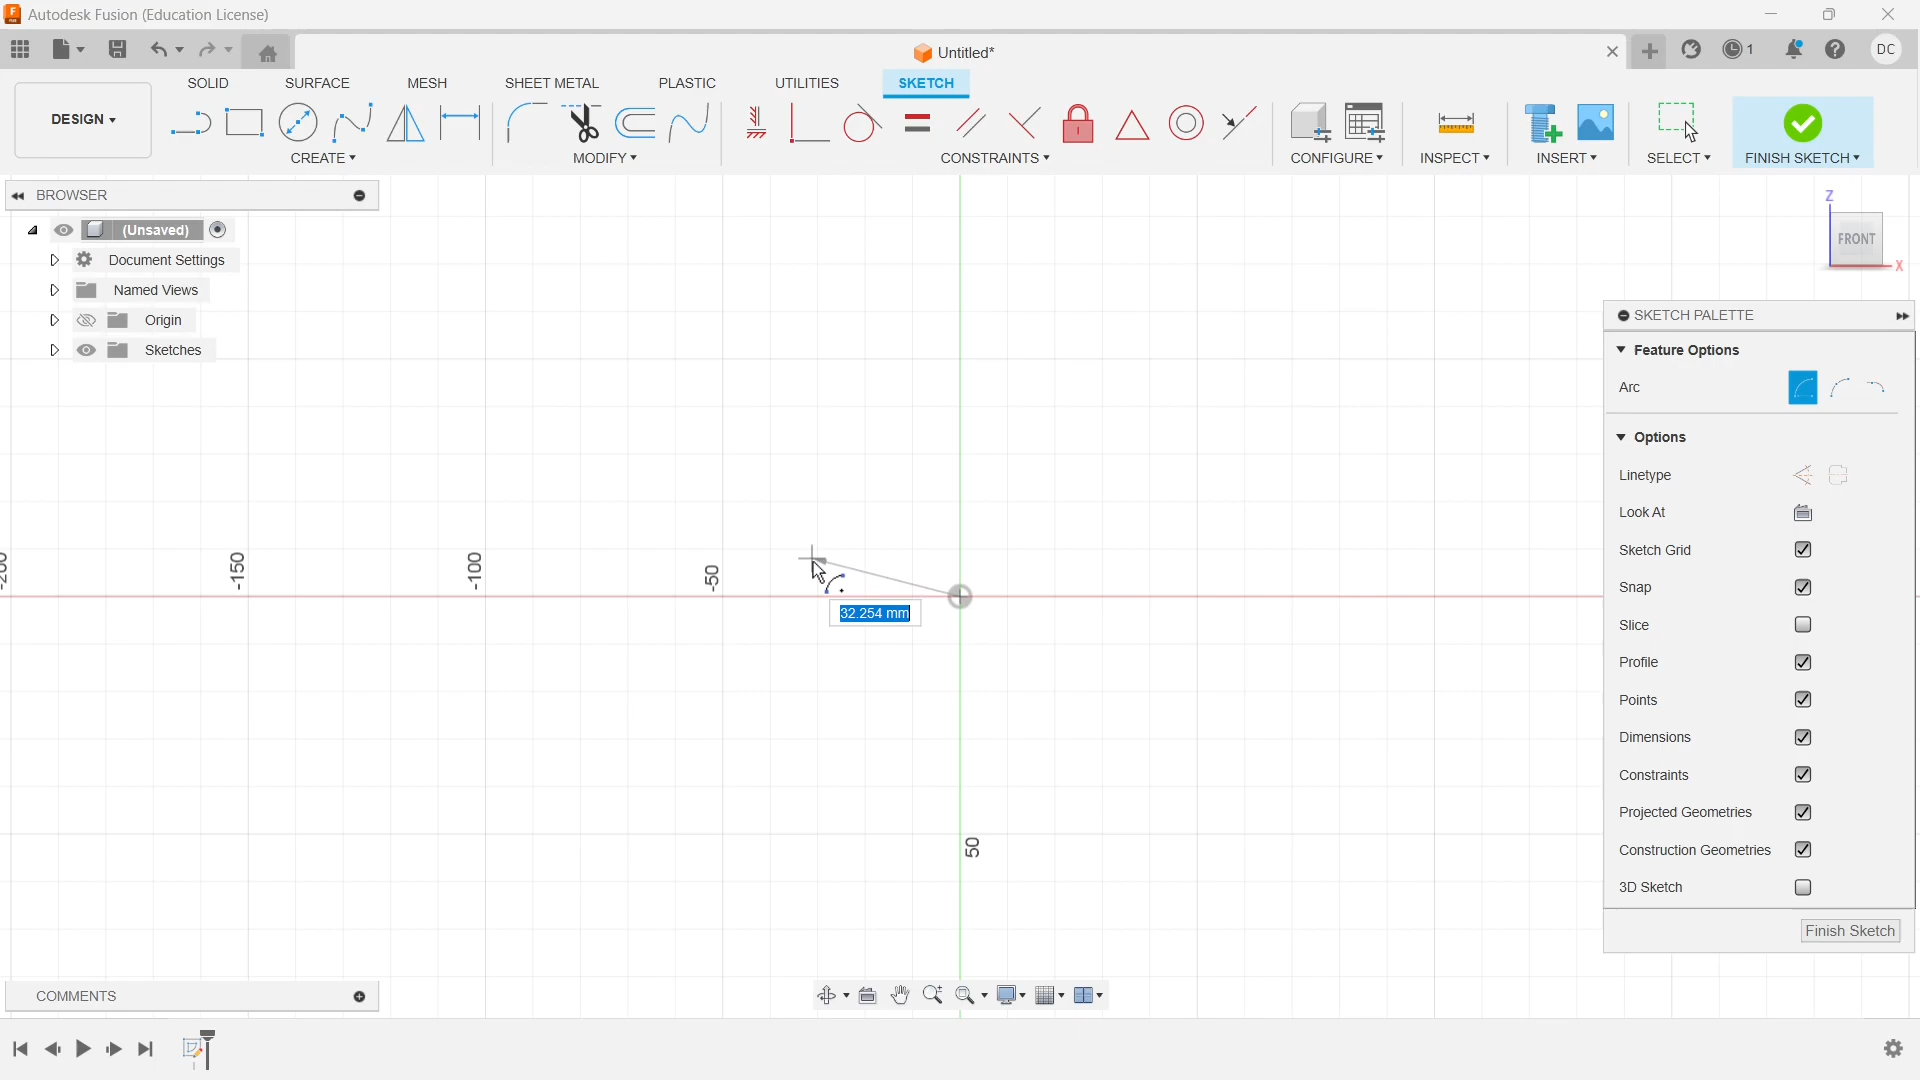 Autodesk Fusion (Education License)
Untitled*
1
DC
SOLID
SURFACE
MESH
SHEET METAL
PLASTIC
UTILITIES
SKETCH
DESIGN
CREATE
MODIFY
CONSTRAINTS
CONFIGURE
INSPECT
INSERT
SELECT
FINISH SKETCH
BROWSER
(Unsaved)
Document Settings
Named Views
Origin
Sketches
Z
FRONT
X
SKETCH PALETTE
Feature Options
Arc
Options
Linetype
Look At
Sketch Grid
Snap
Slice
Profile
Points
Dimensions
Constraints
Projected Geometries
Construction Geometries
3D Sketch
Finish Sketch
-200
-150
-100
-50
32.254 mm
50
COMMENTS